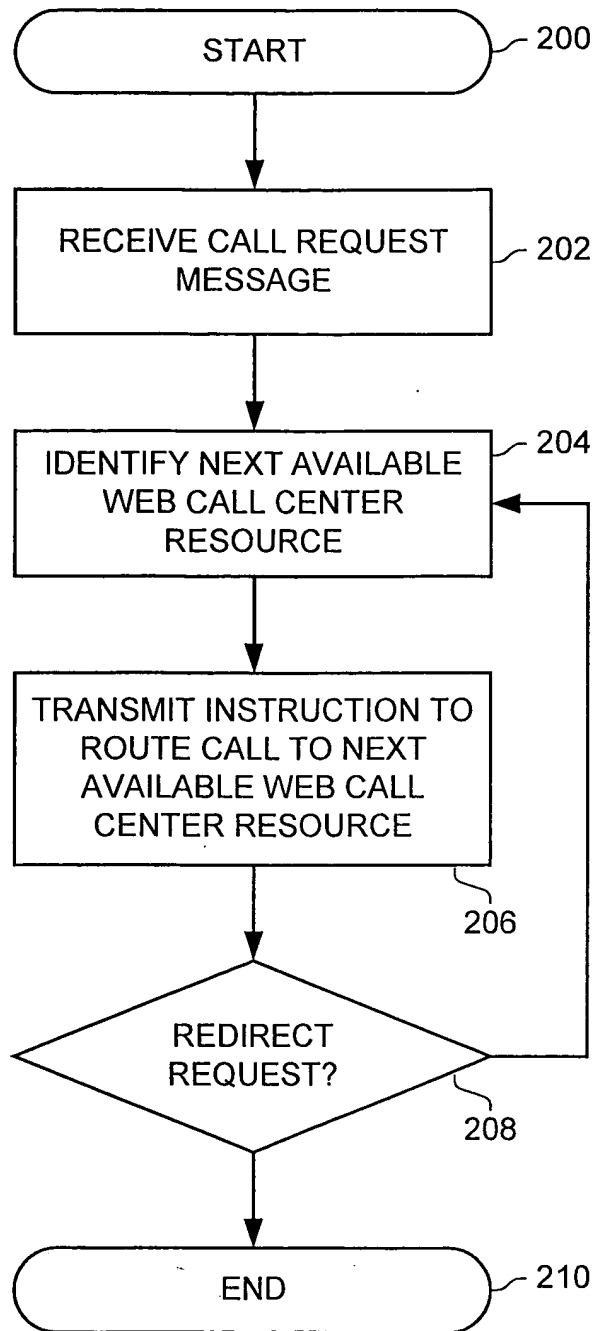 START
200
RECEIVE CALL REQUEST
MESSAGE
202
IDENTIFY NEXT AVAILABLE
WEB CALL CENTER
RESOURCE
204
TRANSMIT INSTRUCTION TO
ROUTE CALL TO NEXT
AVAILABLE WEB CALL
CENTER RESOURCE
206
REDIRECT
REQUEST?
208
END
210